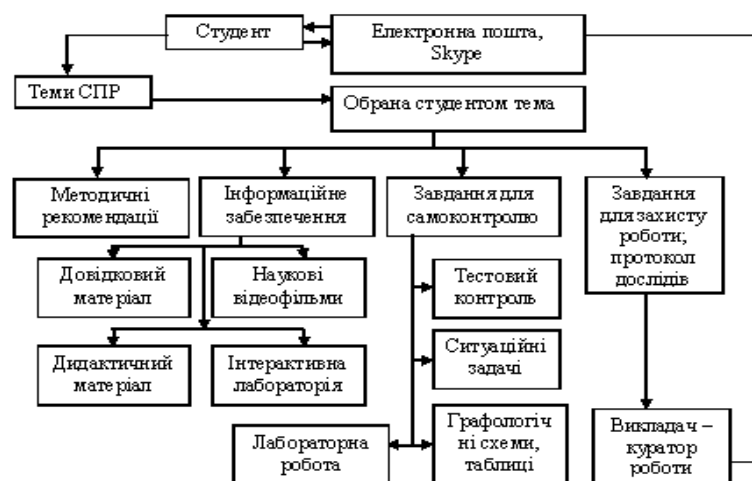 Студент
Електронна пошта,
Skype
Теми СПР
Обрана студентом тема
Методичні
рекомендації
Інформаційне
забезпечення
Завдання для
самоконтролю
Завдання
для захисту
роботи;
протокол
дослідів
Довідковий
матеріал
Наукові
відеофільми
Тестовий
контроль
Дидактичний
матеріал
Інтерактивна
лабораторія
Ситуаційні
задачі
Лабораторна
робота
Графологіч
ні схеми,
таблиці
Викладач –
куратор
роботи